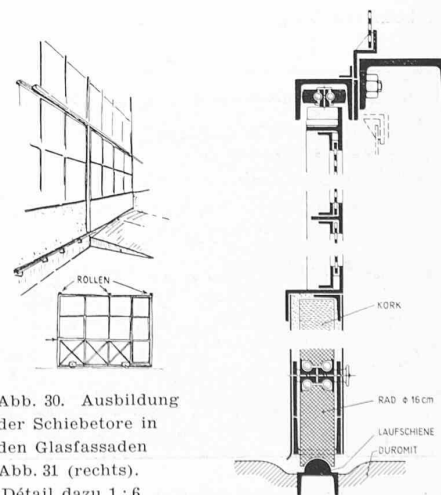 ROLLEN
Abb. 30. Ausbildung
der Schiebetore in
den Glasfassaden
Abb. 31 (rechts).
Détail dazu 1 : 6
KORK
RAD φ 16 cm
LAUFSCHIENE
DUROMIT